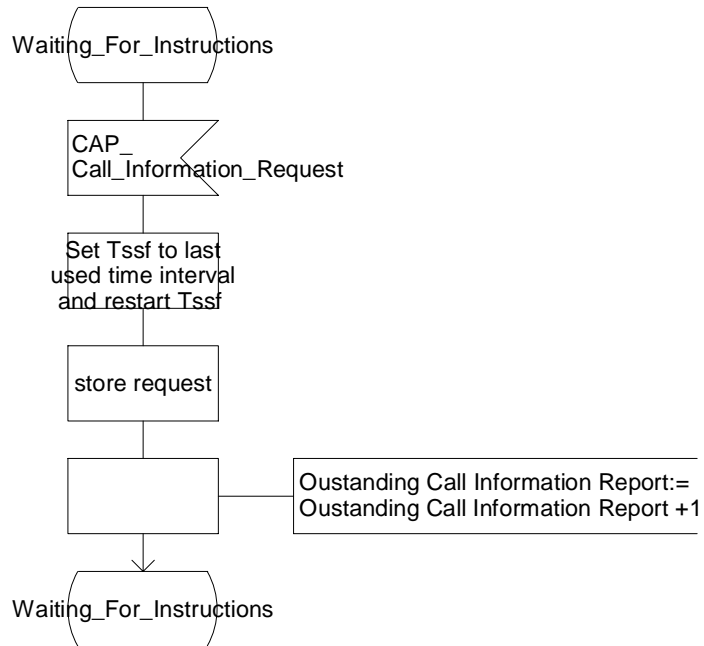 Waiting_For_Instructions
CAP_
Call_Information_Request
Set Tssf to last
used time interval
and restart Tssf
store request
Oustanding Call Information Report:=
Oustanding Call Information Report +1
Waiting_For_Instructions